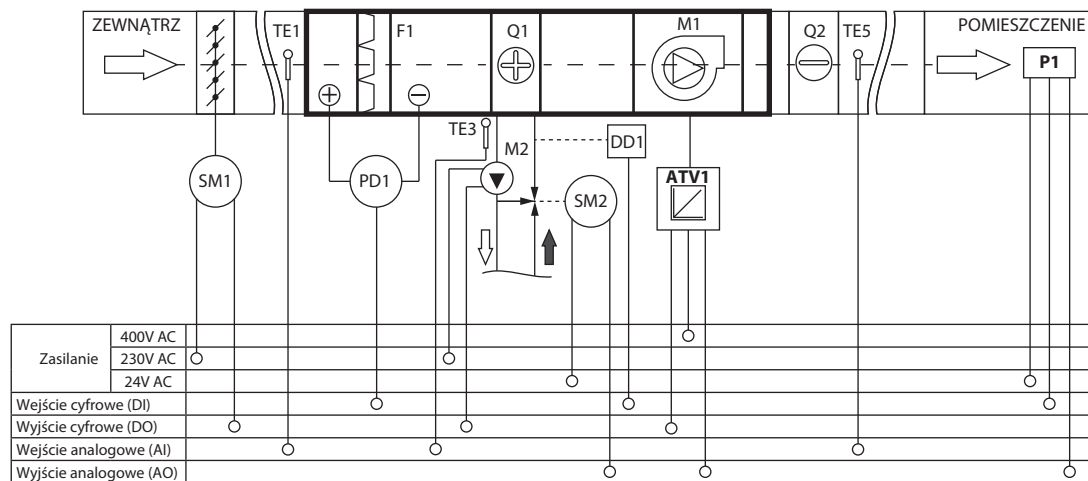 ZEWNĄTRZ
TE1
F1
Q1
M1
Q2
TE5
POMIESZCZENIE
P1
TE3
M2
DD1
SM1
PD1
SM2
ATV1
Zasilanie
400V AC
230V AC
24V AC
Wejście cyfrowe (DI)
Wyjście cyfrowe (DO)
Wejście analogowe (AI)
Wyjście analogowe (AO)